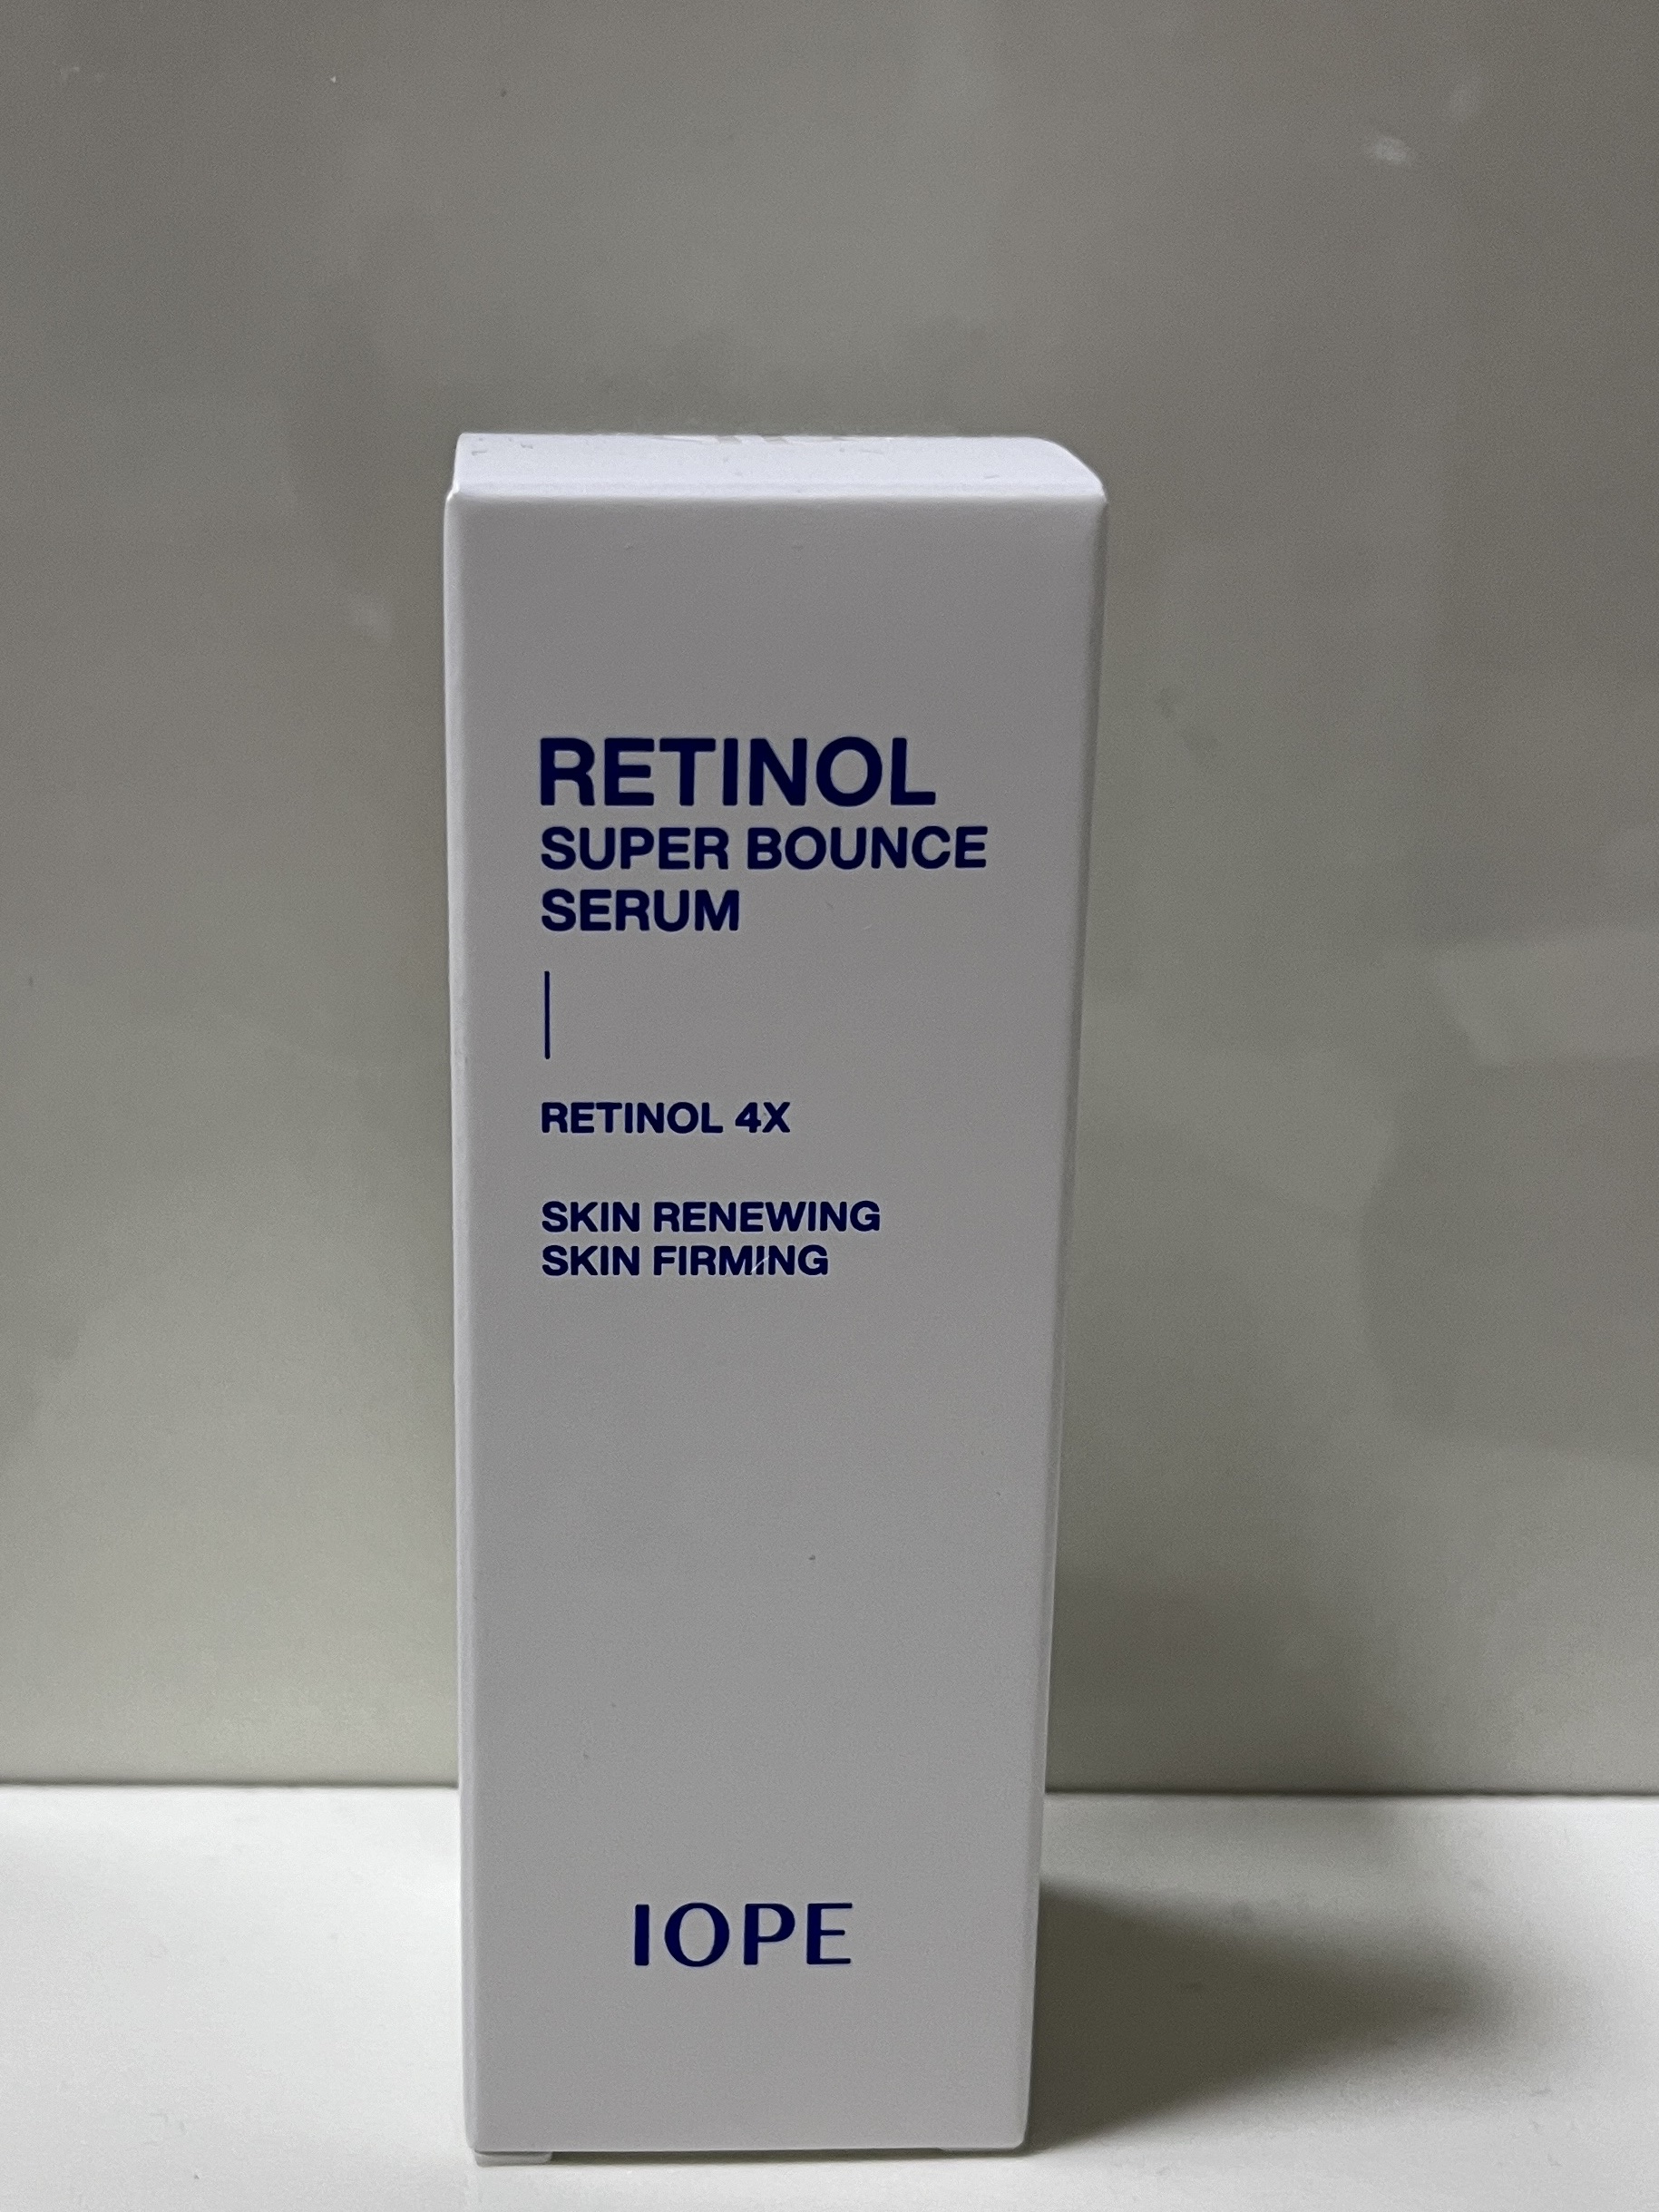 RETINOL
SUPER BOUNCE
SERUM
RETINOL 4X
SKIN RENEWING
SKIN FIRMING
IOPE